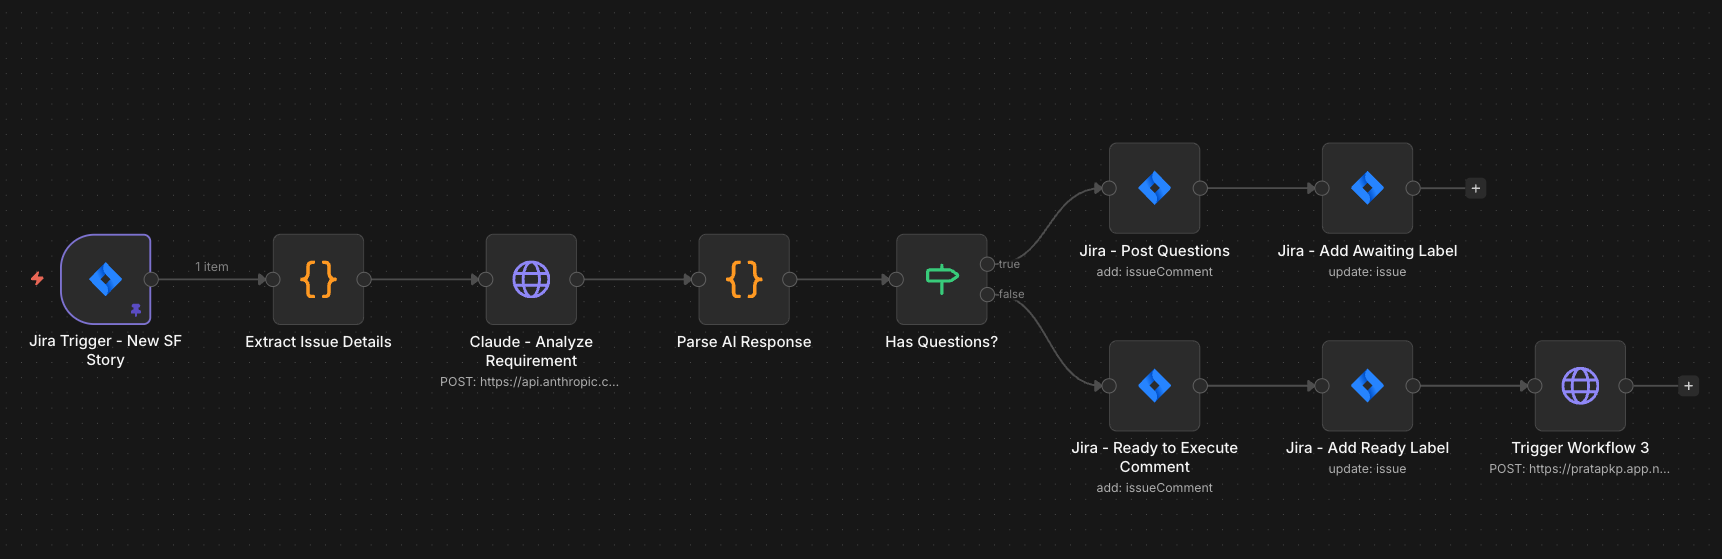 1 item
Jira Trigger - New SF
Story
Extract Issue Details
Claude - Analyze
Requirement
POST: https://api.anthropic.c...
Parse AI Response
Has Questions?
true
false
Jira - Post Questions
add: issueComment
Jira - Add Awaiting Label
update: issue
Jira - Ready to Execute
Comment
add: issueComment
Jira - Add Ready Label
update: issue
Trigger Workflow 3
POST: https://pratapkp.app.n...